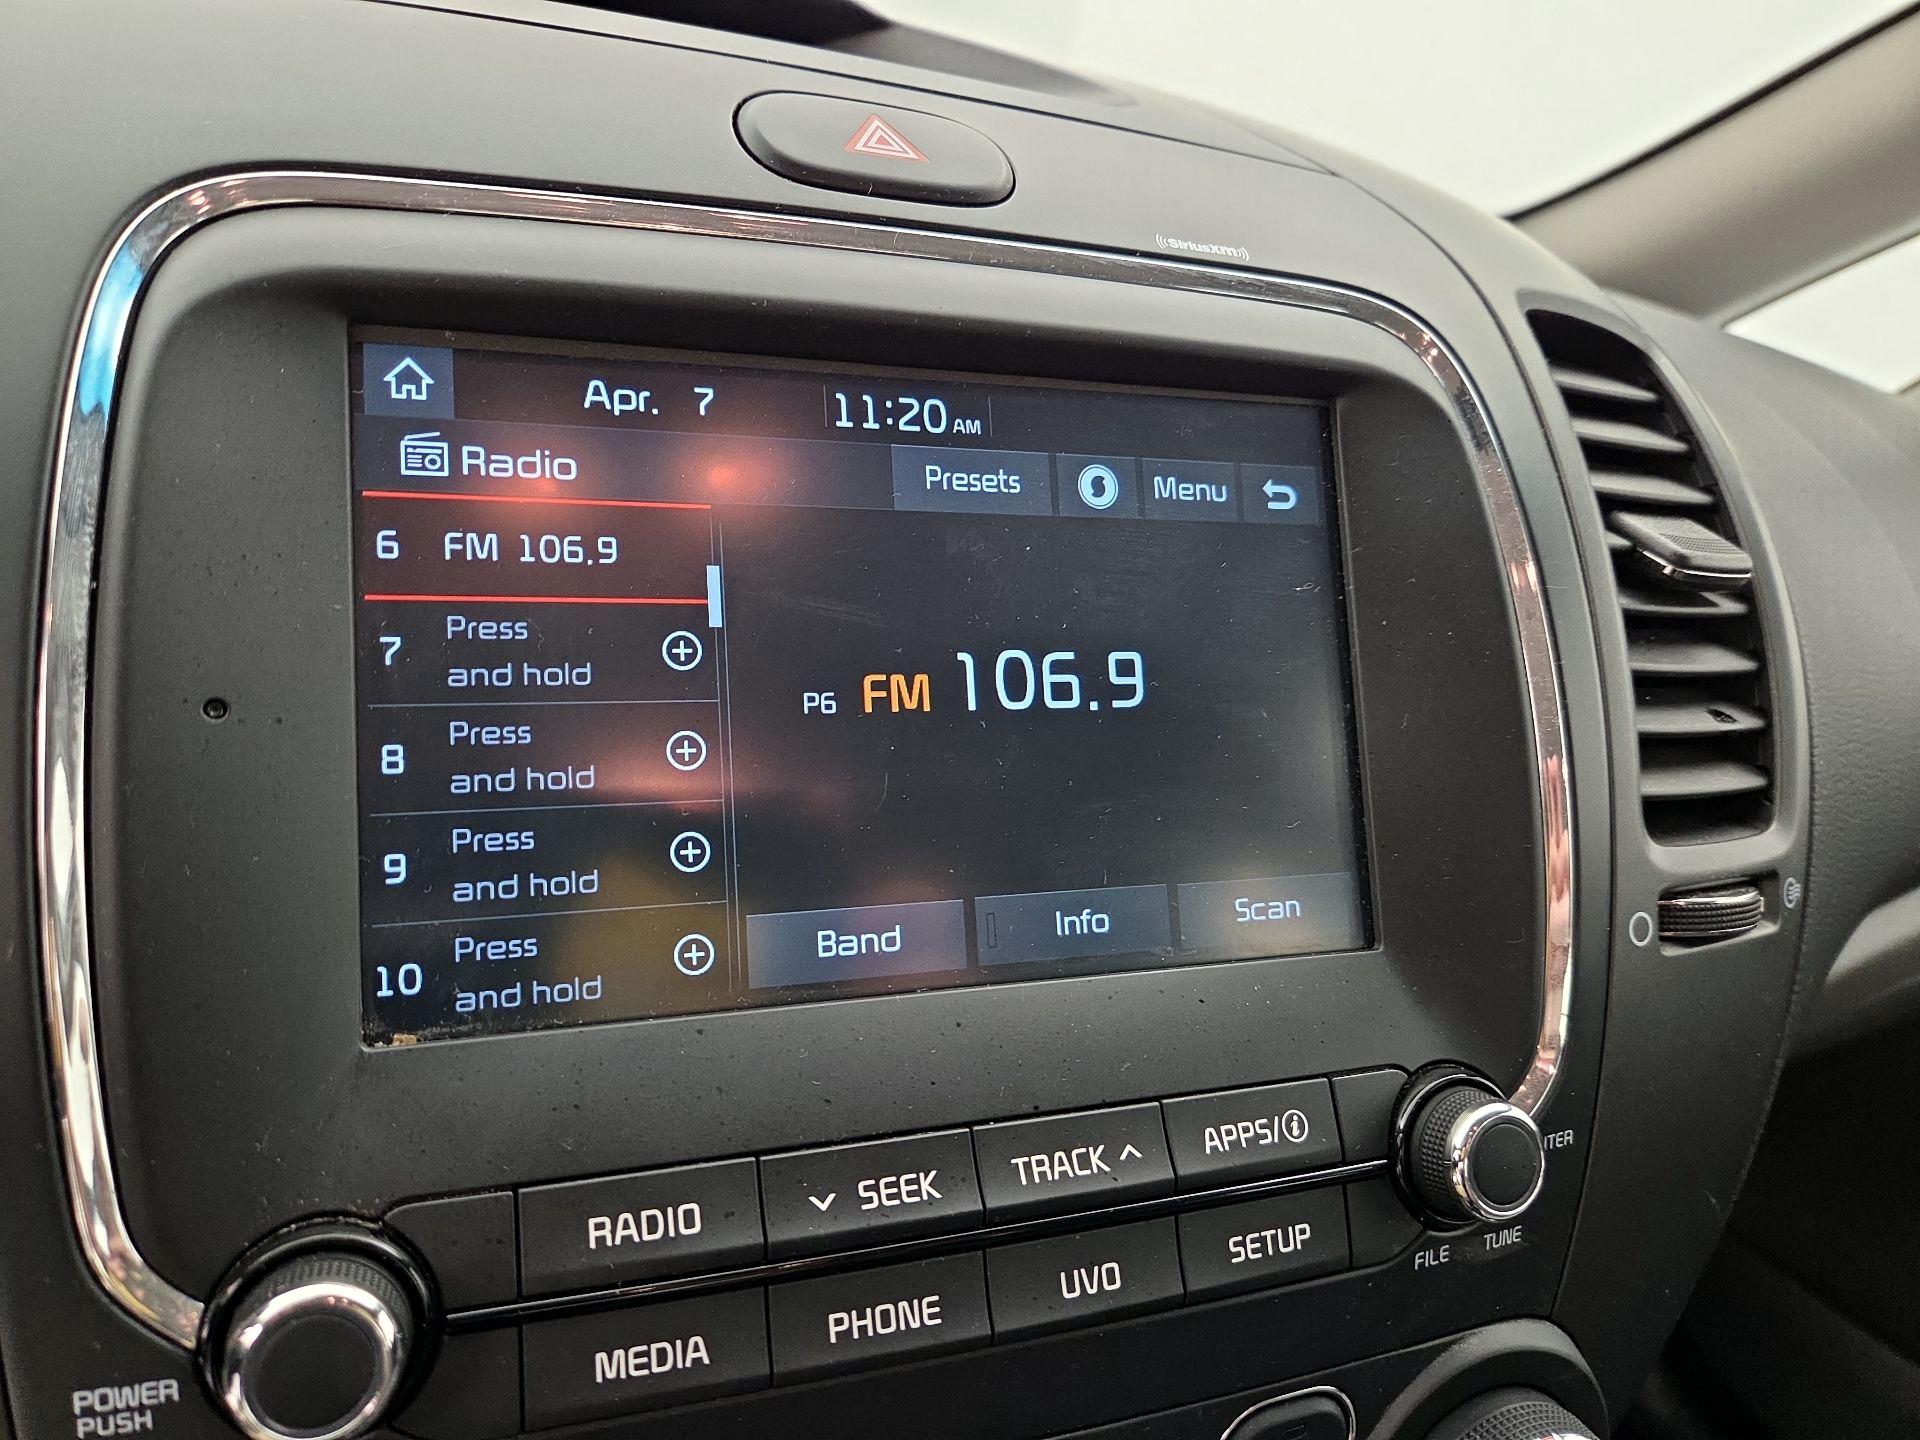 SiriusXM
Apr. 7 11:20 AM
Radio Presets Menu
6 FM 106.9
7 Press
and hold
8 Press
and hold
9 Press
and hold
10 Press
and hold
P6 FM 106.9
Band Info Scan
RADIO SEEK TRACK APPS/i
MEDIA PHONE UVO SETUP
POWER
PUSH
FILE TUNE